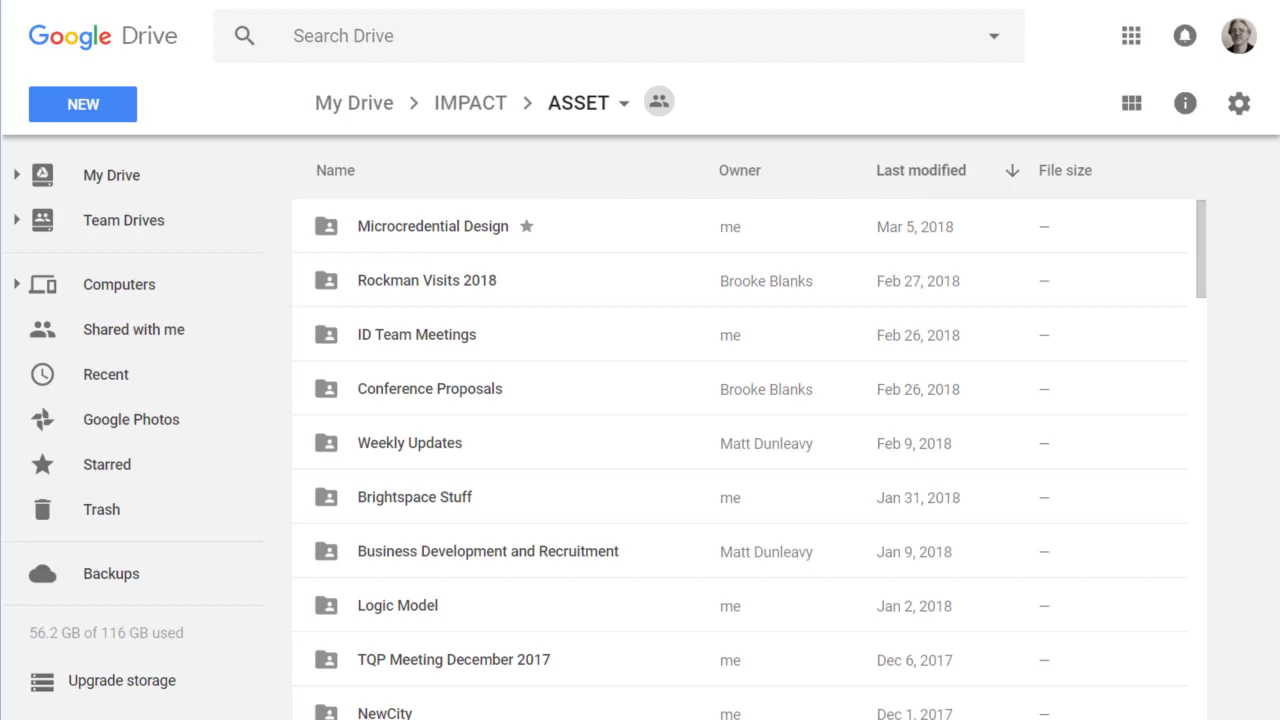 Google Drive
Search Drive
NEW
My Drive IMPACT ASSET
My Drive
Team Drives
Computers
Shared with me
Recent
Google Photos
Starred
Trash
Backups
56.2 GB of 116 GB used
Upgrade storage
Name Owner Last modified File size
Microcredential Design me Mar 5, 2018 –
Rockman Visits 2018 Brooke Blanks Feb 27, 2018 –
ID Team Meetings me Feb 26, 2018 –
Conference Proposals Brooke Blanks Feb 26, 2018 –
Weekly Updates Matt Dunleavy Feb 9, 2018 –
Brightspace Stuff me Jan 31, 2018 –
Business Development and Recruitment Matt Dunleavy Jan 9, 2018 –
Logic Model me Jan 2, 2018 –
TQP Meeting December 2017 me Dec 6, 2017 –
NewCity me Dec 1, 2017 –